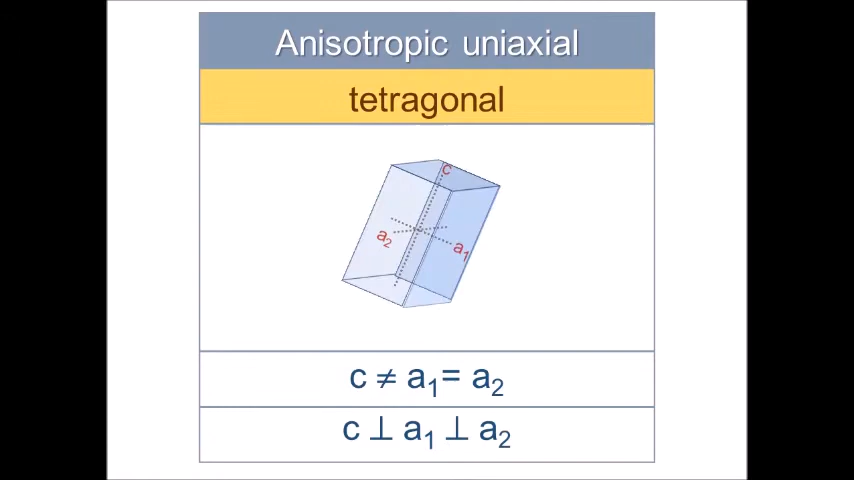 Anisotropic uniaxial
tetragonal
c
a₂
a₁
c ≠ a₁= a₂
c ⊥ a₁ ⊥ a₂